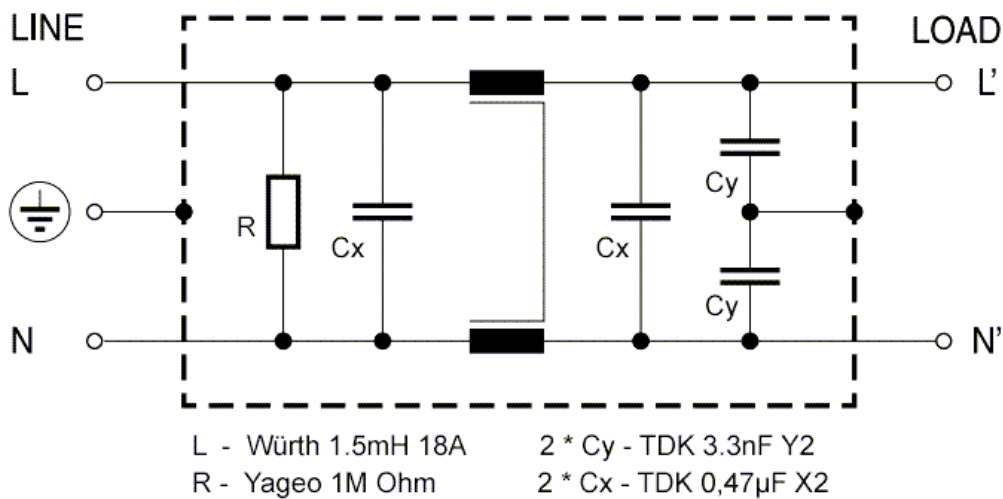 LINE
LOAD
L
L'
R
Cx
Cx
Cy
Cy
N
N'
L - Würth 1.5mH 18A
2 * Cy - TDK 3.3nF Y2
R - Yageo 1M Ohm
2 * Cx - TDK 0,47µF X2